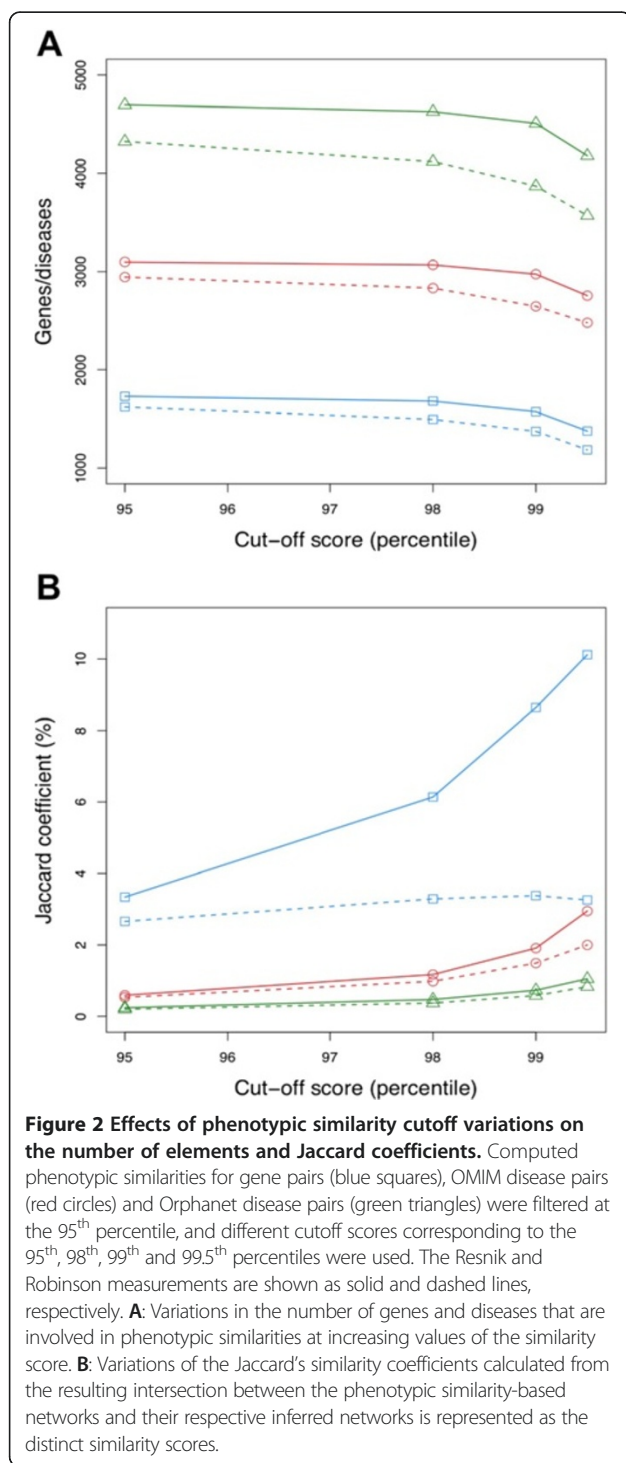 A
5000
4000
3000
2000
1000
Genes/diseases
95 96 97 98 99
Cut−off score (percentile)
B
10
8
6
4
2
0
Jaccard coefficient (%)
95 96 97 98 99
Cut−off score (percentile)
Figure 2 Effects of phenotypic similarity cutoff variations on
the number of elements and Jaccard coefficients. Computed
phenotypic similarities for gene pairs (blue squares), OMIM disease pairs
(red circles) and Orphanet disease pairs (green triangles) were filtered at
the 95th percentile, and different cutoff scores corresponding to the
95th, 98th, 99th and 99.5th percentiles were used. The Resnik and
Robinson measurements are shown as solid and dashed lines,
respectively. A: Variations in the number of genes and diseases that are
involved in phenotypic similarities at increasing values of the similarity
score. B: Variations of the Jaccard's similarity coefficients calculated from
the resulting intersection between the phenotypic similarity-based
networks and their respective inferred networks is represented as the
distinct similarity scores.